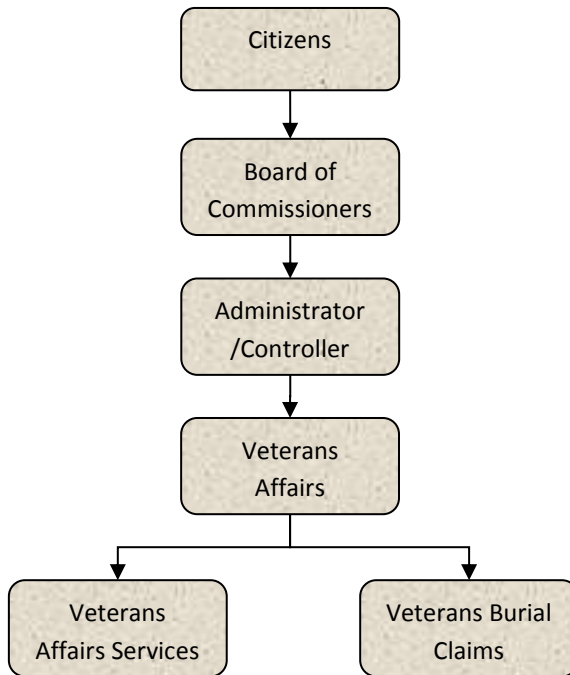 Citizens
Board of
Commissioners
Administrator
/Controller
Veterans
Affairs
Veterans
Affairs Services
Veterans Burial
Claims